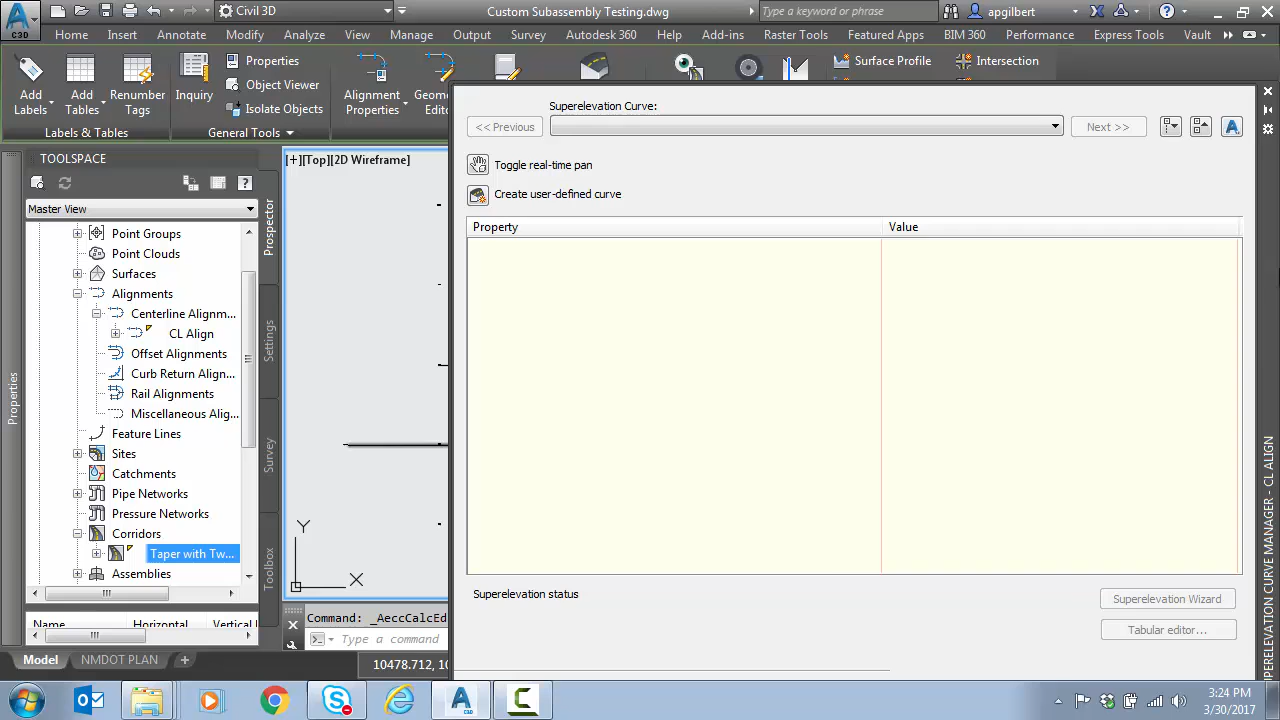 C3D
Civil 3D
Custom Subassembly Testing.dwg
Type a keyword or phrase
apgilbert
Home Insert Annotate Modify Analyze View Manage Output Survey Autodesk 360 Help Add-ins Raster Tools Featured Apps BIM 360 Performance Express Tools Vault
Add Labels
Add Tables
Renumber Tags
Labels & Tables
Inquiry
Properties
Object Viewer
Isolate Objects
General Tools
Alignment Properties
Geome
Edito
Surface Profile
Intersection
TOOLSPACE
Master View
Point Groups
Point Clouds
Surfaces
Alignments
Centerline Alignm...
CL Align
Offset Alignments
Curb Return Align...
Rail Alignments
Miscellaneous Alig...
Feature Lines
Sites
Catchments
Pipe Networks
Pressure Networks
Corridors
Taper with Tw...
Assemblies
Name Horizontal Vertical
Properties
Prospector
Settings
Survey
Toolbox
[+][Top][2D Wireframe]
Y
X
Command: _AeccCalcEd
Type a command
Model
NMDOT PLAN
+
10478.712, 10
Superelevation Curve:
<< Previous
Next >>
Toggle real-time pan
Create user-defined curve
Property Value
Superelevation status
Superelevation Wizard
Tabular editor...
SUPERELEVATION CURVE MANAGER - CL ALIGN
3:24 PM
3/30/2017